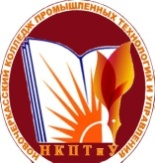 НОВОЧЕРКАССКИЙ КОЛЛЕДЖ ПРОМЫШЛЕННЫХ ТЕХНОЛОГИЙ И УПРАВЛЕНИЯ
НКПТиУ